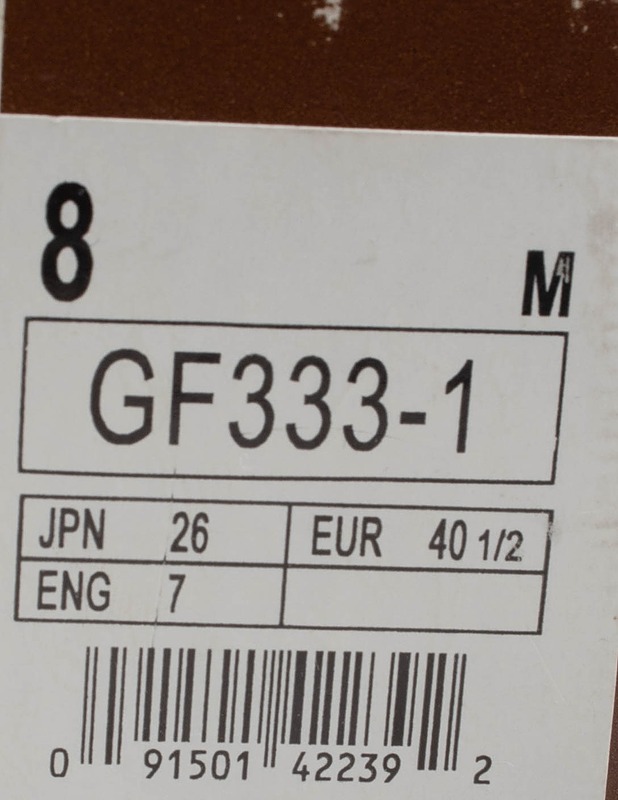 8 M
GF333-1
JPN 26 EUR 40 1/2
ENG 7
0 91501 42239 2